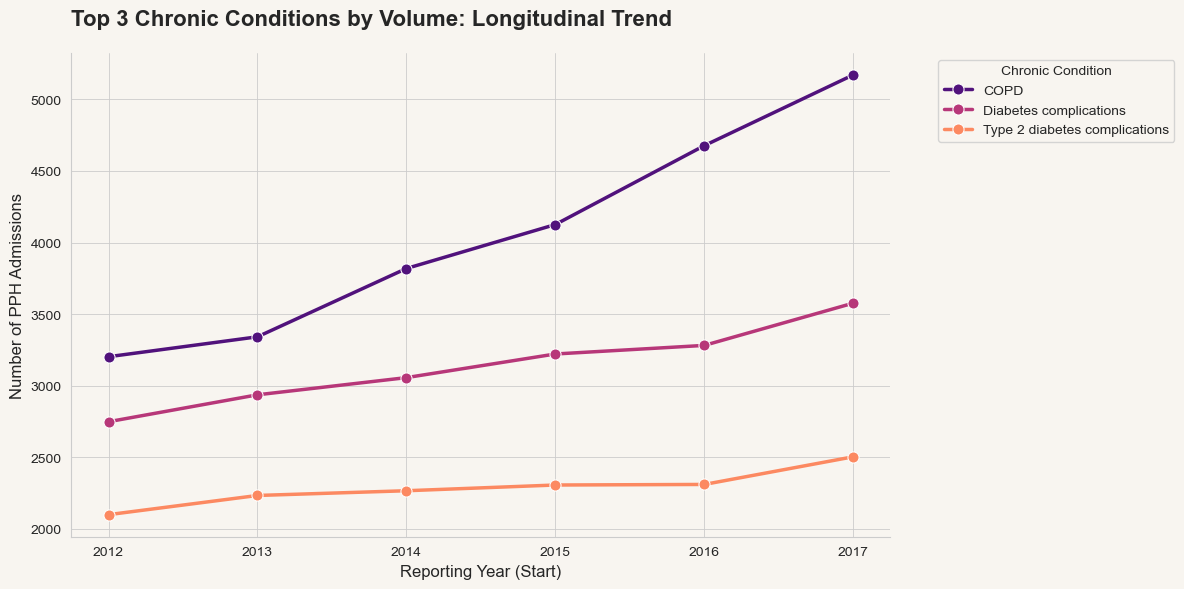 Top 3 Chronic Conditions by Volume: Longitudinal Trend
Chronic Condition
COPD
Diabetes complications
Type 2 diabetes complications
Number of PPH Admissions
5000
4500
4000
3500
3000
2500
2000
2012 2013 2014 2015 2016 2017
Reporting Year (Start)